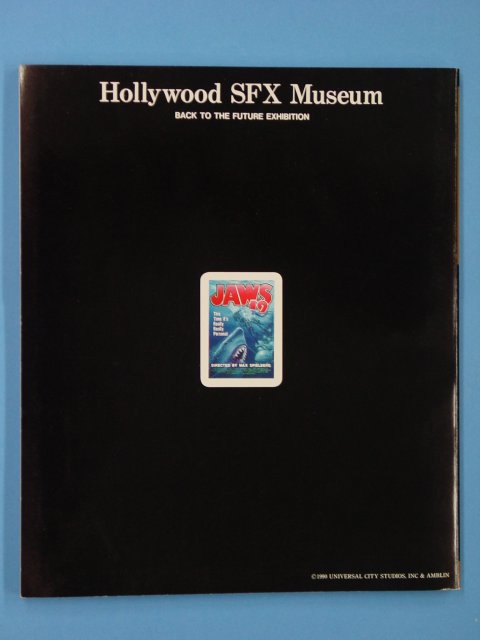 Hollywood SFX Museum
BACK TO THE FUTURE EXHIBITION
JAWS
19
This
Time It's
Really
Really
Personal
DIRECTED BY MAX SPIELBERG
©1990 UNIVERSAL CITY STUDIOS, INC & AMBLIN